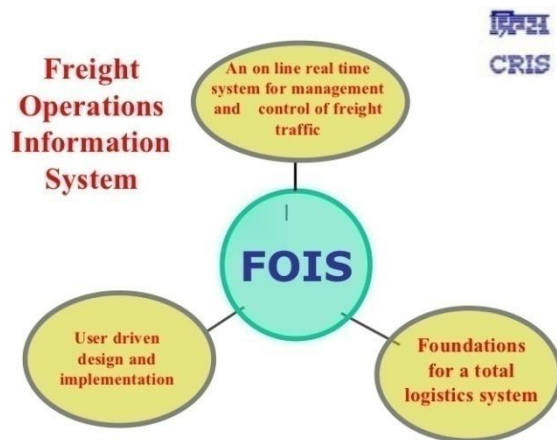 Freight
Operations
Information
System
An on line real time
system for management
and control of freight
traffic
क्रिस
CRIS
FOIS
User driven
design and
implementation
Foundations
for a total
logistics system